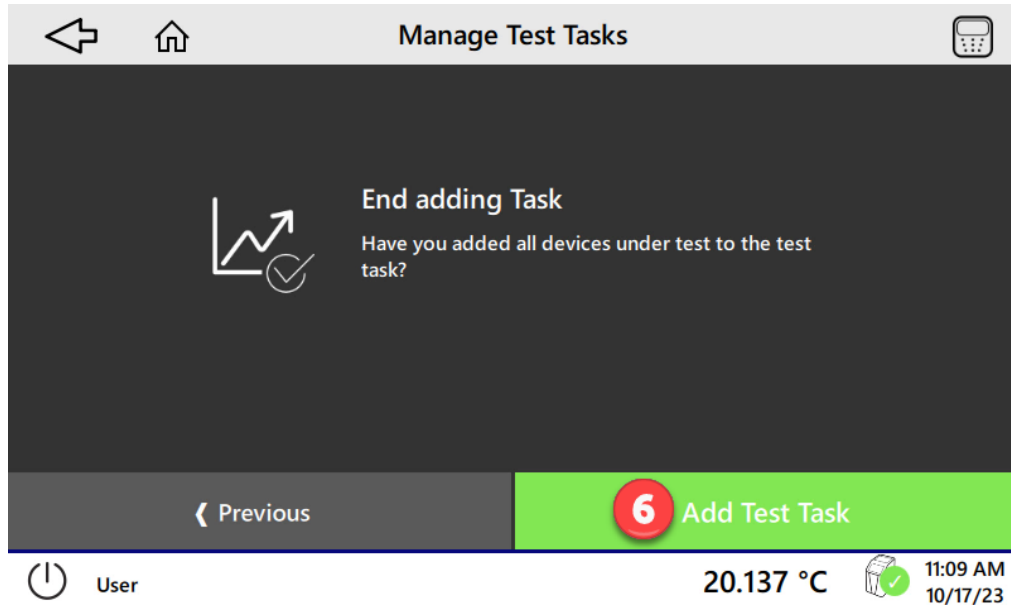 Manage Test Tasks
End adding Task
Have you added all devices under test to the test
task?
❰ Previous
6 Add Test Task
User
20.137 °C
11:09 AM
10/17/23